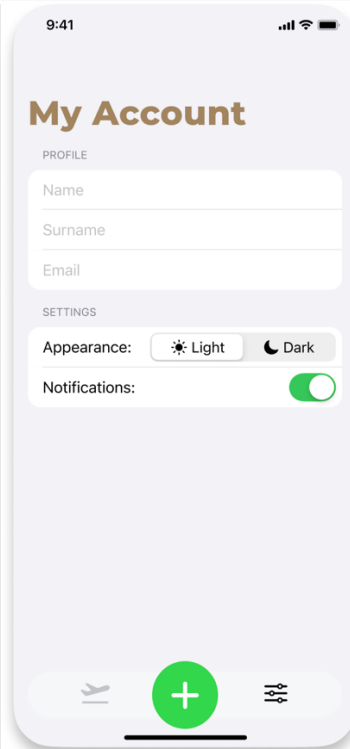 9:41
My Account
PROFILE
Name
Surname
Email
SETTINGS
Appearance: Light Dark
Notifications: